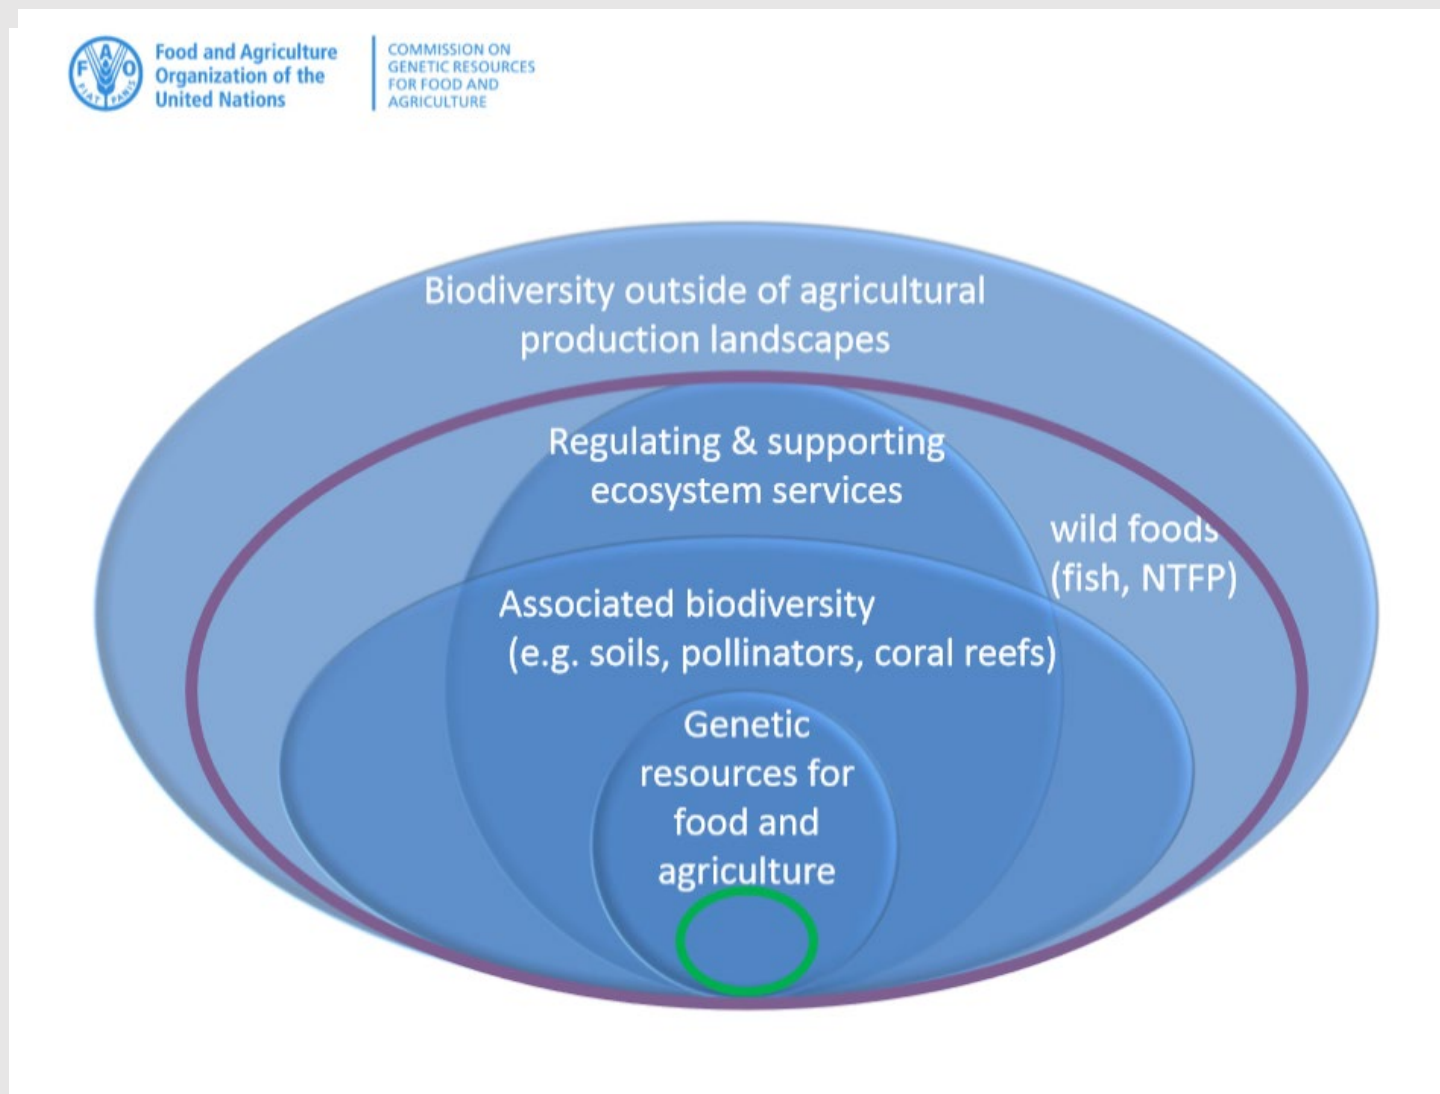 Food and Agriculture
Organization of the
United Nations
COMMISSION ON
GENETIC RESOURCES
FOR FOOD AND
AGRICULTURE
F A O
FIAT PANIS
Biodiversity outside of agricultural
production landscapes
Regulating & supporting
ecosystem services
wild foods
(fish, NTFP)
Associated biodiversity
(e.g. soils, pollinators, coral reefs)
Genetic
resources for
food and
agriculture